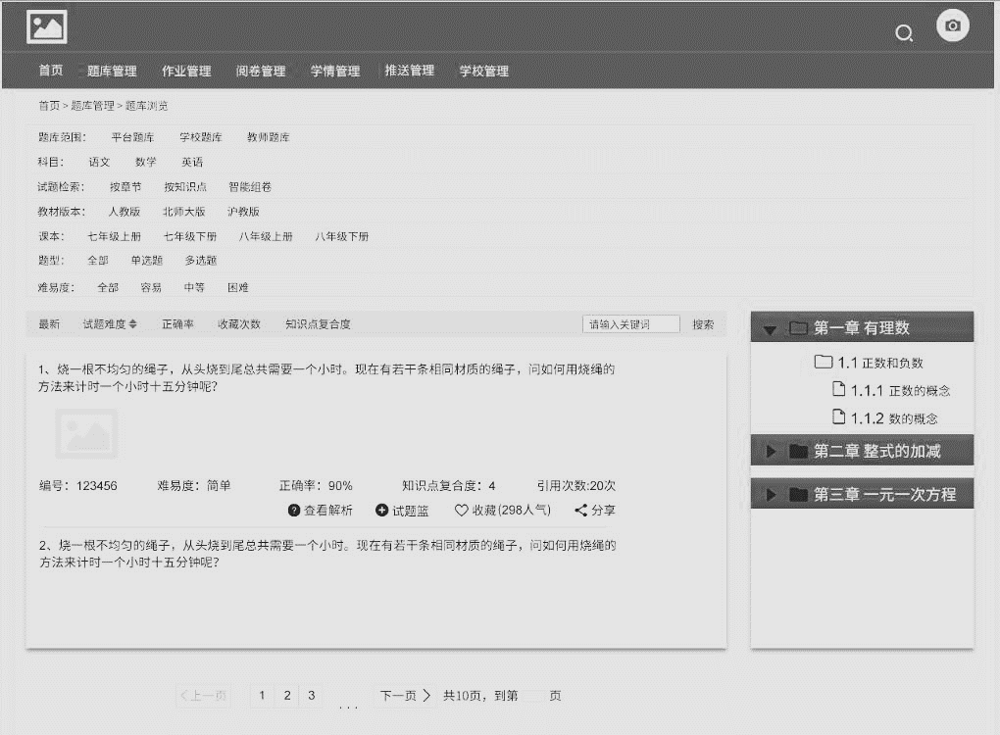 首页 题库管理 作业管理 阅卷管理 学情管理 推送管理 学校管理
首页 > 题库管理 > 题库浏览
题库范围： 平台题库 学校题库 教师题库
科目： 语文 数学 英语
试题检索： 按章节 按知识点 智能组卷
教材版本： 人教版 北师大版 沪教版
课本： 七年级上册 七年级下册 八年级上册 八年级下册
题型： 全部 单选题 多选题
难易度： 全部 容易 中等 困难
最新 试题难度 正确率 收藏次数 知识点复合度 请输入关键词 搜索
1、烧一根不均匀的绳子，从头烧到尾总共需要一个小时。现在有若干条相同材质的绳子，问如何用烧绳的
方法来计时一个小时十五分钟呢？
编号：123456 难易度：简单 正确率：90% 知识点复合度：4 引用次数:20次
查看解析 试题篮 收藏(298人气) 分享
2、烧一根不均匀的绳子，从头烧到尾总共需要一个小时。现在有若干条相同材质的绳子，问如何用烧绳的
方法来计时一个小时十五分钟呢？
第一章 有理数
1.1 正数和负数
1.1.1 正数的概念
1.1.2 数的概念
第二章 整式的加减
第三章 一元一次方程
上一页 1 2 3 ... 下一页 共10页，到第 页